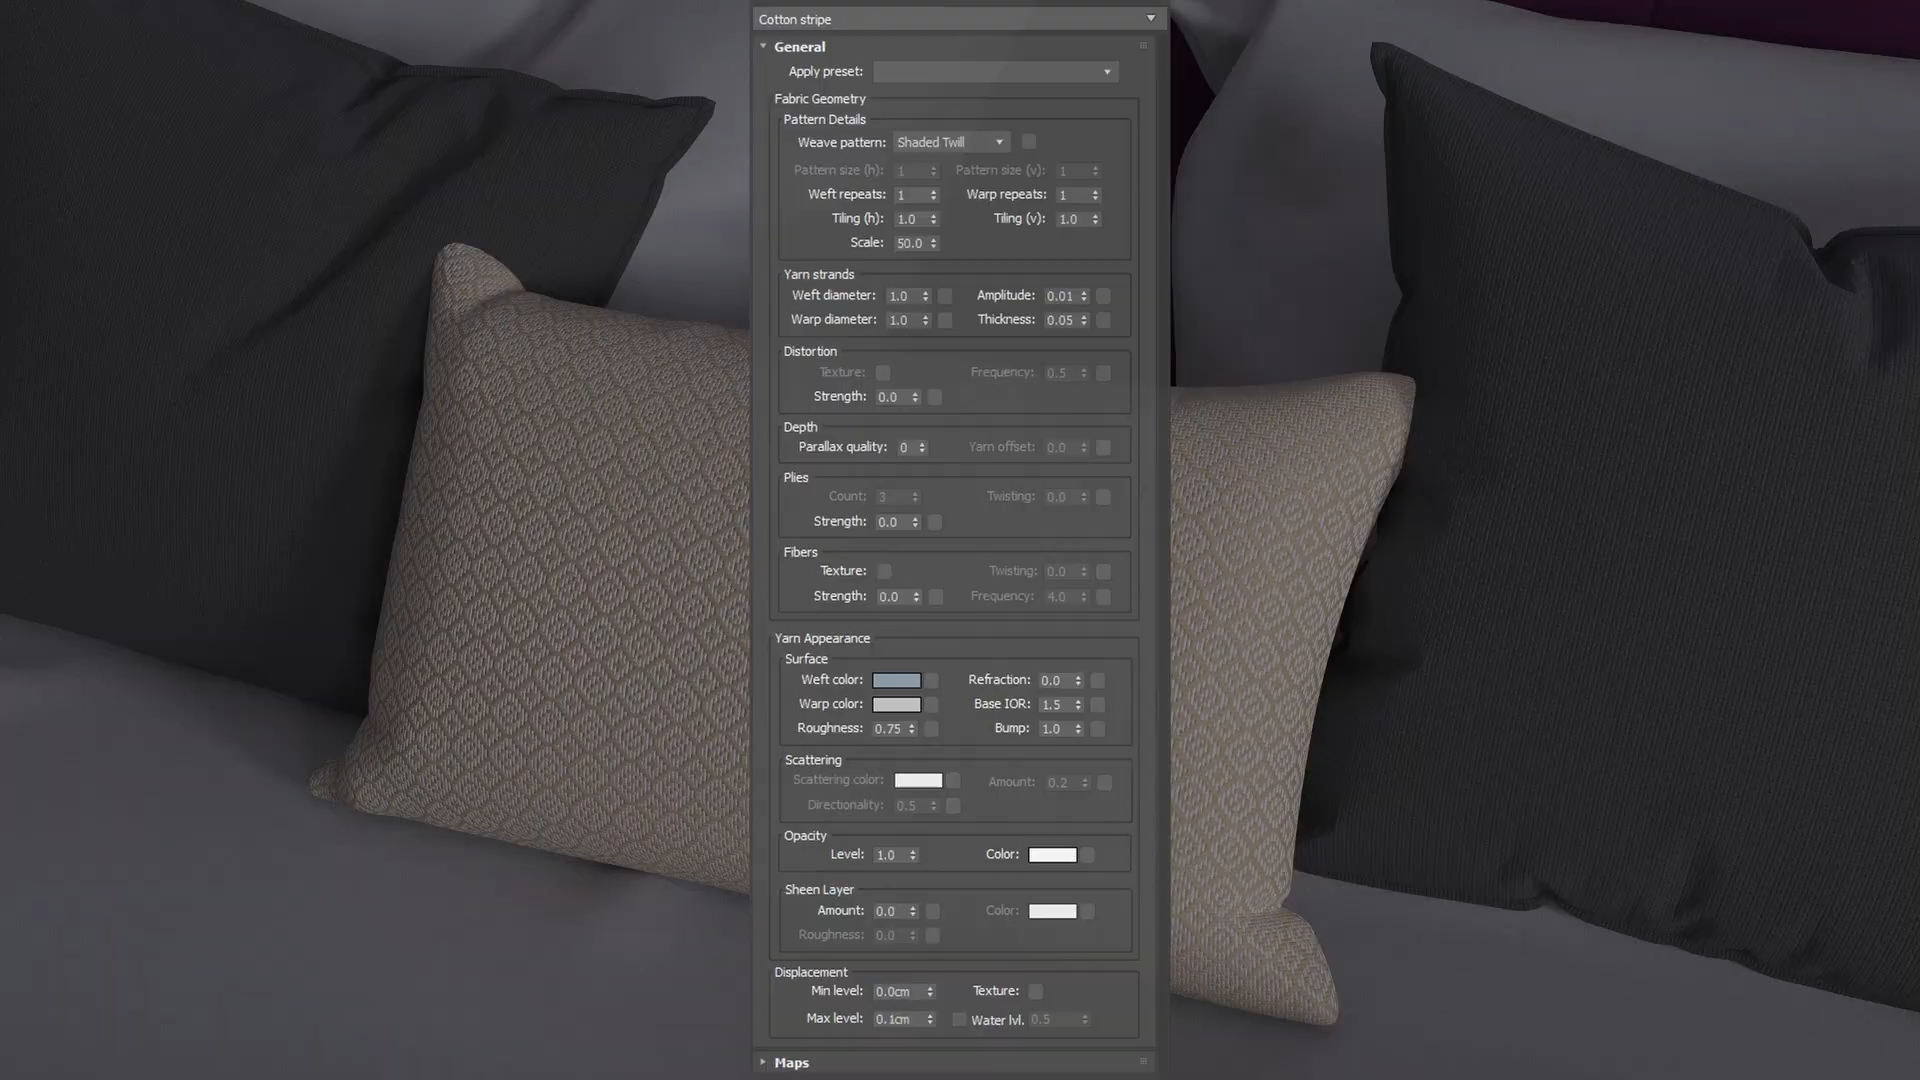 Cotton stripe
General
Apply preset:
Fabric Geometry
Pattern Details
Weave pattern: Shaded Twill
Pattern size (h): 1 Pattern size (v): 1
Weft repeats: 1 Warp repeats: 1
Tiling (h): 1.0 Tiling (v): 1.0
Scale: 50.0
Yarn strands
Weft diameter: 1.0 Amplitude: 0.01
Warp diameter: 1.0 Thickness: 0.05
Distortion
Texture: Frequency: 0.5
Strength: 0.0
Depth
Parallax quality: 0 Yarn offset: 0.0
Plies
Count: 3 Twisting: 0.0
Strength: 0.0
Fibers
Texture: Twisting: 0.0
Strength: 0.0 Frequency: 4.0
Yarn Appearance
Surface
Weft color: Refraction: 0.0
Warp color: Base IOR: 1.5
Roughness: 0.75 Bump: 1.0
Scattering
Scattering color: Amount: 0.2
Directionality: 0.5
Opacity
Level: 1.0 Color:
Sheen Layer
Amount: 0.0 Color:
Roughness: 0.0
Displacement
Min level: 0.0cm Texture:
Max level: 0.1cm Water lvl. 0.5
Maps